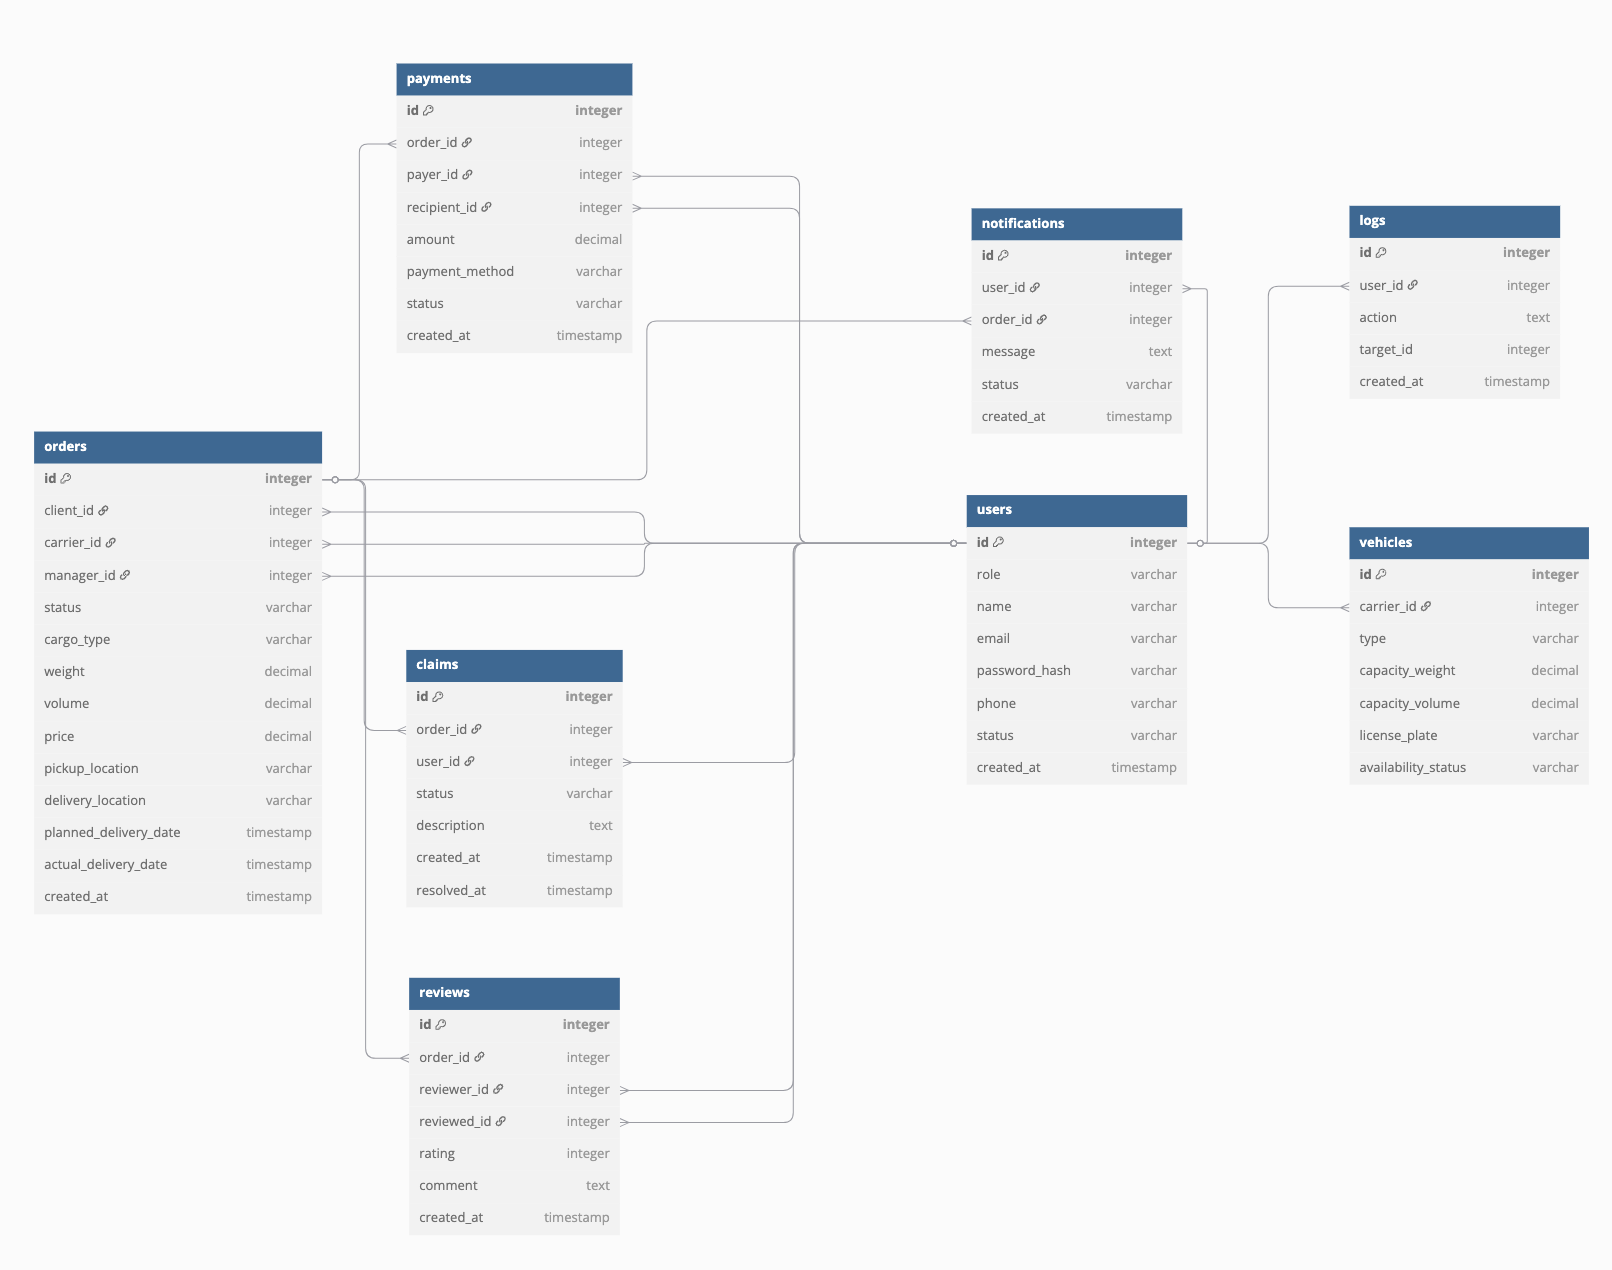 payments
id integer
order_id integer
payer_id integer
recipient_id integer
amount decimal
payment_method varchar
status varchar
created_at timestamp
notifications
id integer
user_id integer
order_id integer
message text
status varchar
created_at timestamp
logs
id integer
user_id integer
action text
target_id integer
created_at timestamp
orders
id integer
client_id integer
carrier_id integer
manager_id integer
status varchar
cargo_type varchar
weight decimal
volume decimal
price decimal
pickup_location varchar
delivery_location varchar
planned_delivery_date timestamp
actual_delivery_date timestamp
created_at timestamp
users
id integer
role varchar
name varchar
email varchar
password_hash varchar
phone varchar
status varchar
created_at timestamp
vehicles
id integer
carrier_id integer
type varchar
capacity_weight decimal
capacity_volume decimal
license_plate varchar
availability_status varchar
claims
id integer
order_id integer
user_id integer
status varchar
description text
created_at timestamp
resolved_at timestamp
reviews
id integer
order_id integer
reviewer_id integer
reviewed_id integer
rating integer
comment text
created_at timestamp